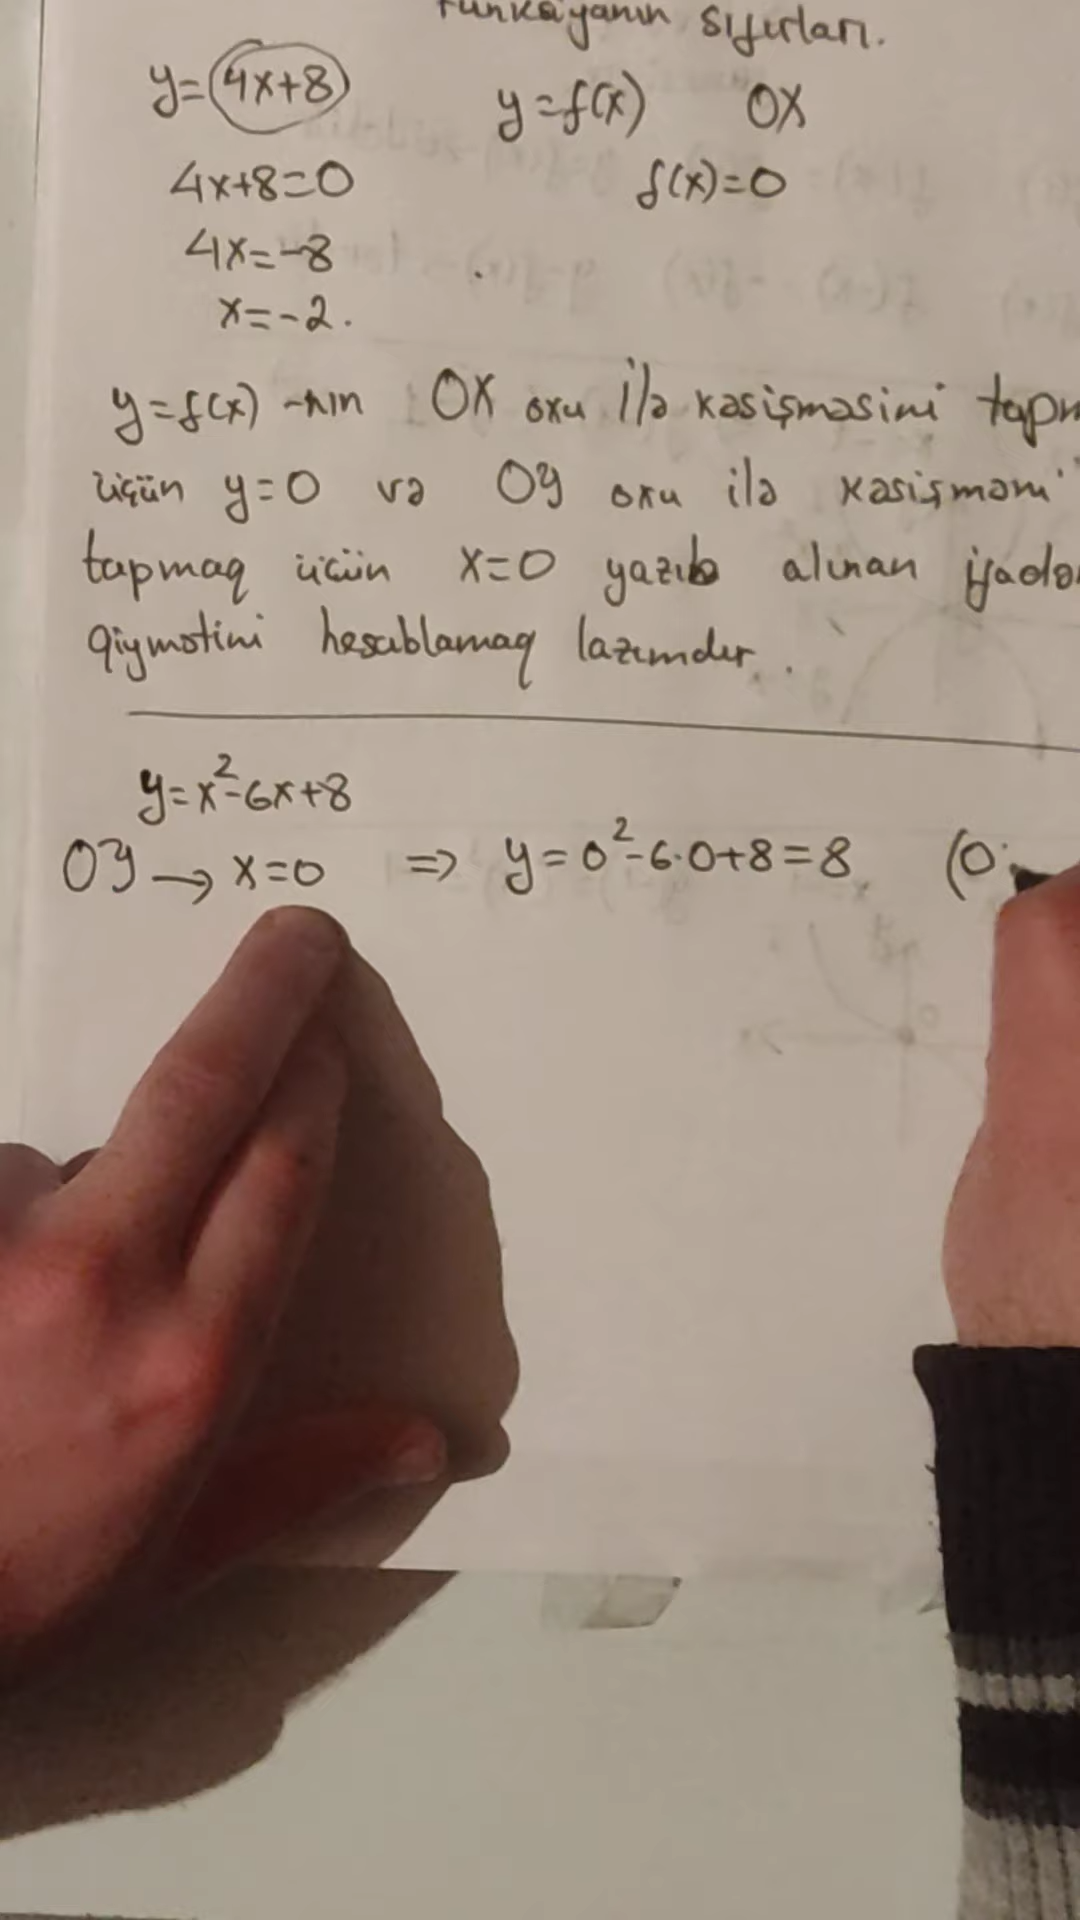 Funksiyanın sıfırları.
y=4x+8 y=f(x) OX
4x+8=0 f(x)=0
4x=-8
x=-2.
y=f(x)-nın OX oxu ilə kəsişməsini
üçün y=0 və OY oxu ilə kəsişməni
tapmaq üçün x=0 yazıb alınan
qiymətini hesablamaq lazımdır.
y=x²-6x+8
OY → x=0 => y=0²-6·0+8=8 (0